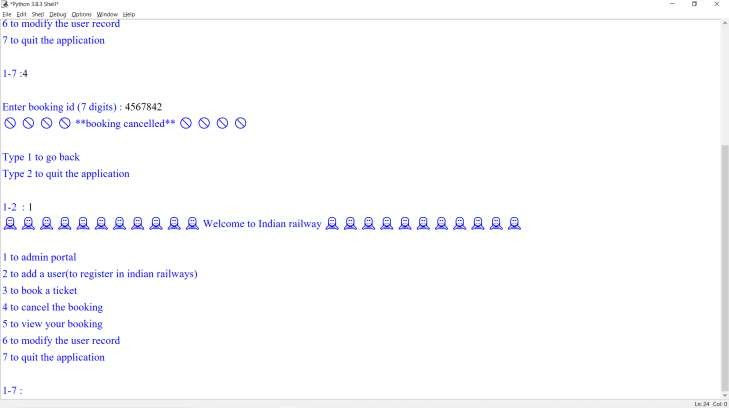 *Python 3.8.3 Shell*
File Edit Shell Debug Options Window Help
6 to modify the user record
7 to quit the application
1-7 :4
Enter booking id (7 digits) : 4567842
🚫 🚫 🚫 🚫 **booking cancelled** 🚫 🚫 🚫 🚫
Type 1 to go back
Type 2 to quit the application
1-2 : 1
Welcome to Indian railway
1 to admin portal
2 to add a user(to register in indian railways)
3 to book a ticket
4 to cancel the booking
5 to view your booking
6 to modify the user record
7 to quit the application
1-7 :
Ln: 24 Col: 0